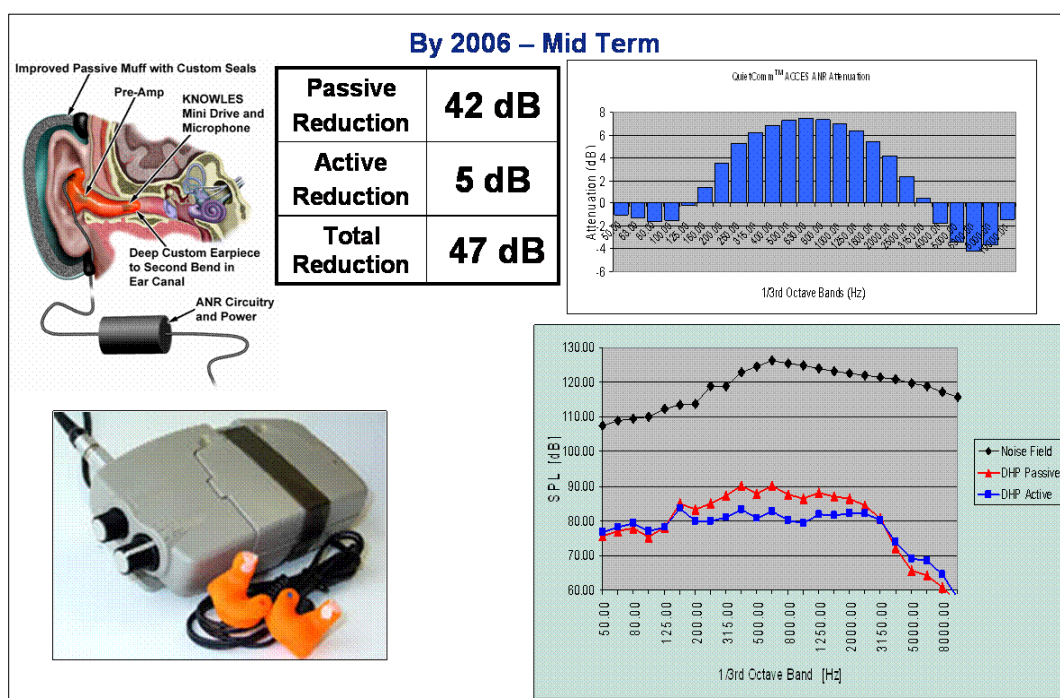 By 2006 – Mid Term
Improved Passive Muff with Custom Seals
Pre-Amp
KNOWLES
Mini Drive and
Microphone
Deep Custom Earpiece
to Second Bend in
Ear Canal
ANR Circuitry
and Power
Passive
Reduction
42 dB
Active
Reduction
5 dB
Total
Reduction
47 dB
QuietComm™ ACCES ANR Attenuation
Attenuation (dB)
8
6
4
2
0
-2
-4
-6
1/3rd Octave Bands (Hz)
SPL [dB]
130.00
120.00
110.00
100.00
90.00
80.00
70.00
60.00
50.00
80.00
125.00
200.00
315.00
500.00
800.00
1250.00
2000.00
3150.00
5000.00
8000.00
1/3rd Octave Band [Hz]
Noise Field
DHP Passive
DHP Active